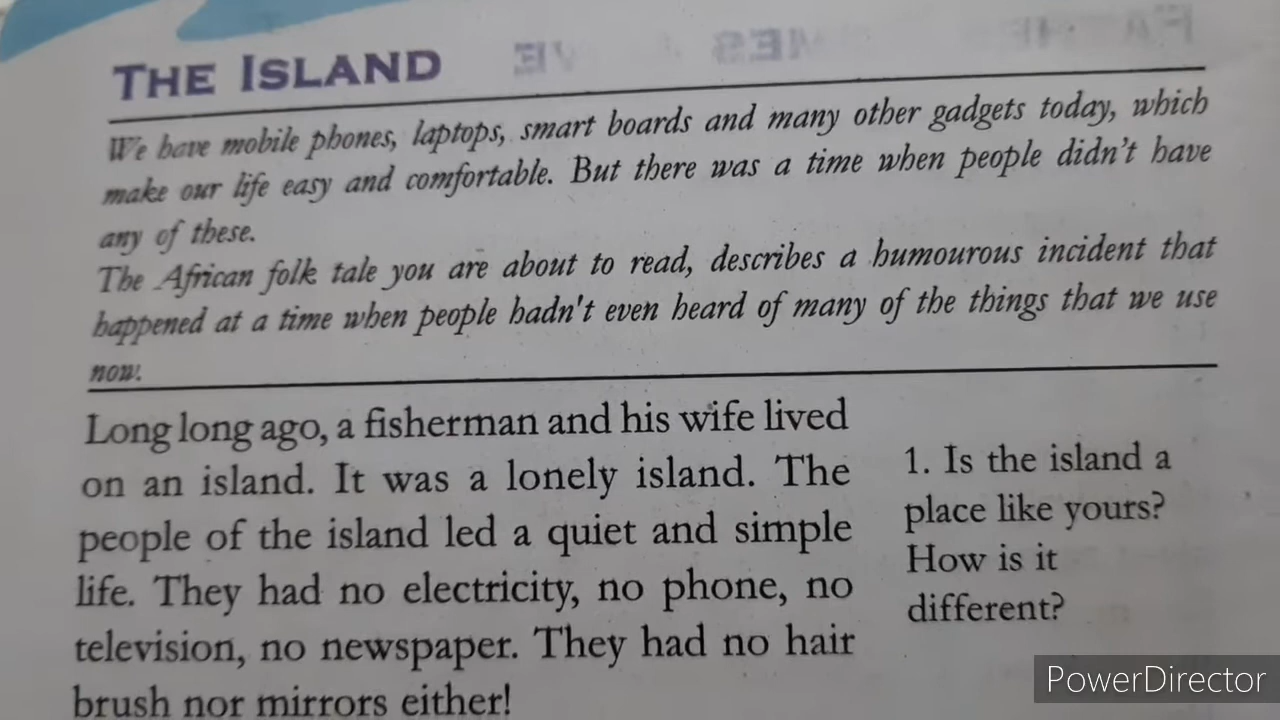 THE ISLAND
We have mobile phones, laptops, smart boards and many other gadgets today, which
make our life easy and comfortable. But there was a time when people didn't have
any of these.
The African folk tale you are about to read, describes a humourous incident that
happened at a time when people hadn't even heard of many of the things that we use
now.
Long long ago, a fisherman and his wife lived
on an island. It was a lonely island. The
people of the island led a quiet and simple
life. They had no electricity, no phone, no
television, no newspaper. They had no hair
brush nor mirrors either!
1. Is the island a
place like yours?
How is it
different?
PowerDirector